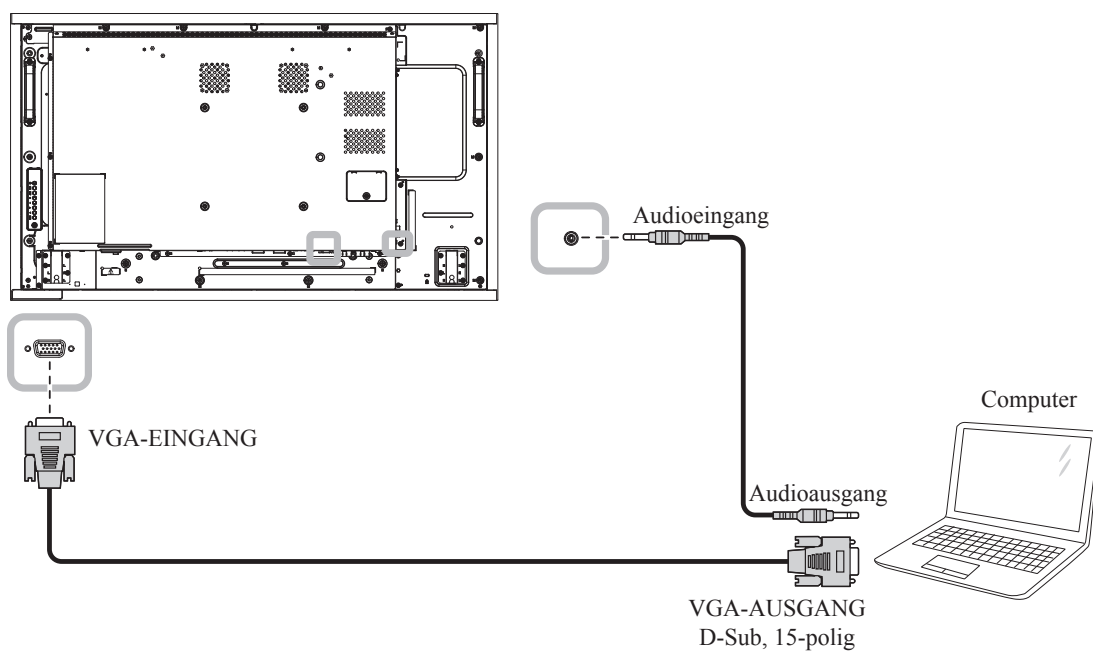 Audioeingang
VGA-EINGANG
Computer
Audioausgang
VGA-AUSGANG
D-Sub, 15-polig